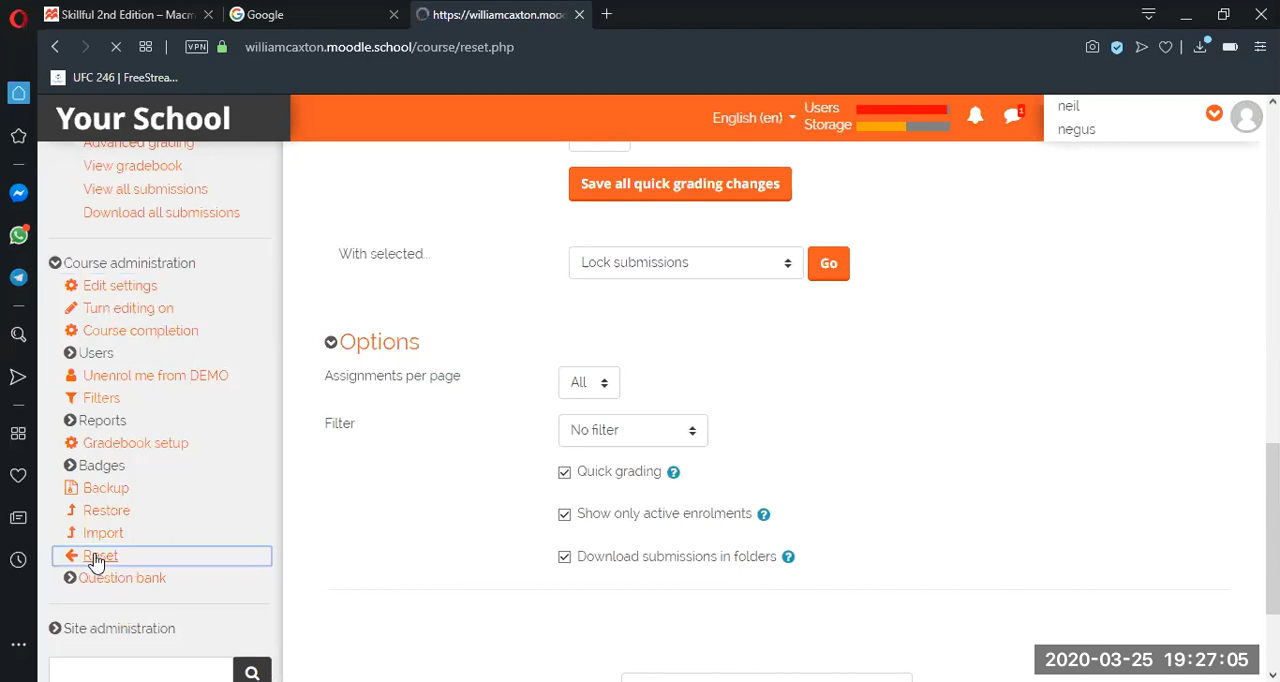 Skillful 2nd Edition – Macm
Google
https://williamcaxton.moo
VPN
williamcaxton.moodle.school/course/reset.php
UFC 246 | FreeStrea...
Your School
English (en)
Users
Storage
1
neil
negus
Advanced grading
View gradebook
View all submissions
Download all submissions
Save all quick grading changes
With selected...
Lock submissions
Go
Course administration
Edit settings
Turn editing on
Course completion
Users
Unenrol me from DEMO
Filters
Reports
Gradebook setup
Badges
Backup
Restore
Import
Reset
Question bank
Site administration
Options
Assignments per page
All
Filter
No filter
Quick grading
Show only active enrolments
Download submissions in folders
2020-03-25 19:27:05